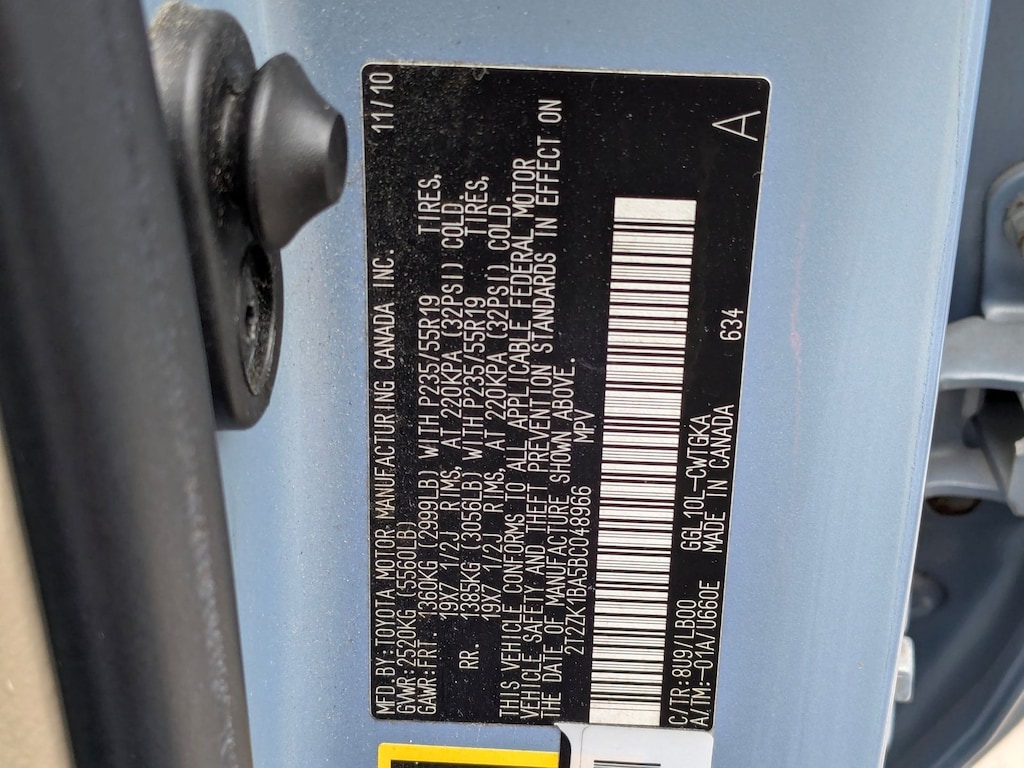 MFD.BY:TOYOTA MOTOR MANUFACTURING CANADA INC. 11/10
GVWR:2520KG (5560LB)
GAWR:FRT. 1360KG (2999LB) WITH P235/55R19 TIRES,
19X7 1/2J RIMS, AT 220KPA (32PSI) COLD.
RR. 1385KG (3056LB) WITH P235/55R19 TIRES,
19X7 1/2J RIMS, AT 220KPA (32PSI) COLD.
THIS VEHICLE CONFORMS TO ALL APPLICABLE FEDERAL MOTOR
VEHICLE SAFETY AND THEFT PREVENTION STANDARDS IN EFFECT ON
THE DATE OF MANUFACTURE SHOWN ABOVE.
2T2ZK1BA5BC048966 MPV
C/TR:8U9/LB00 GGL10L-CWTGKA
A/TM:-01A/U660E MADE IN CANADA 634 A